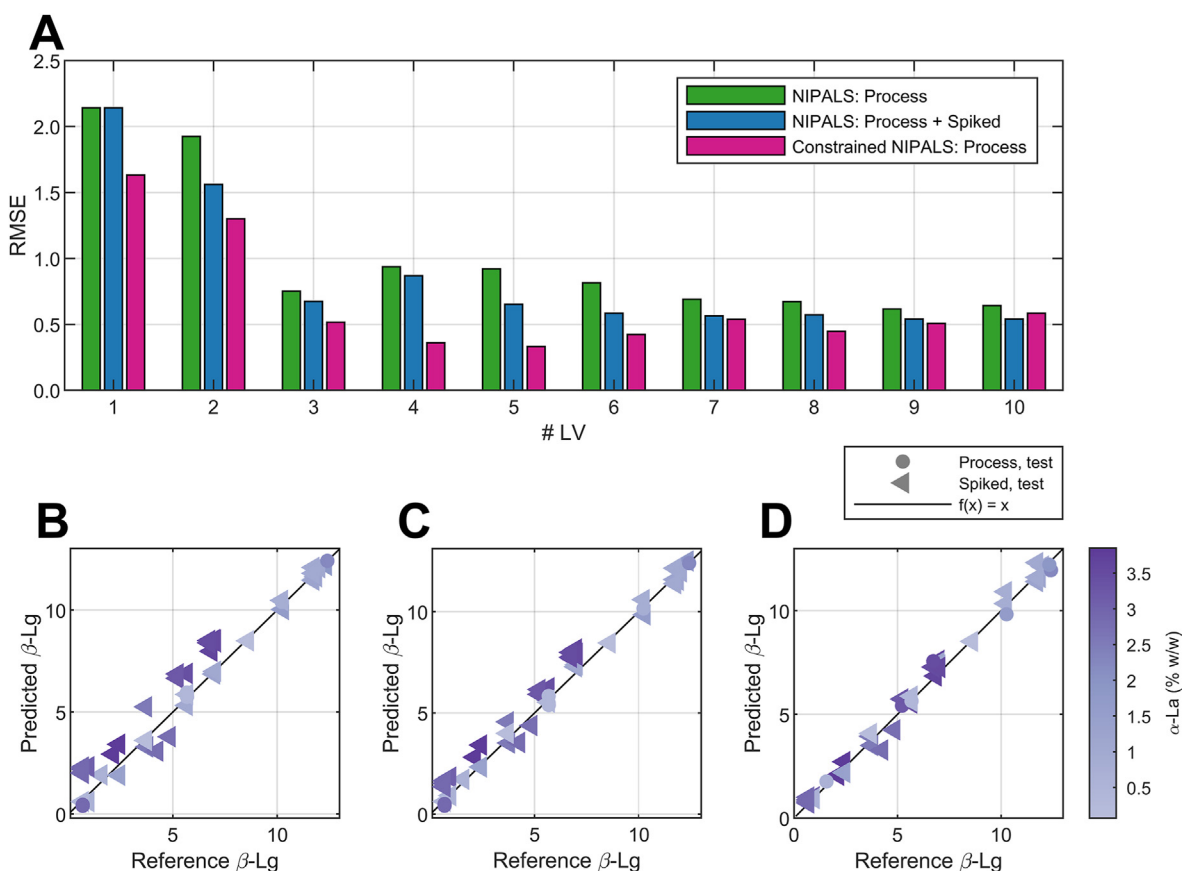 A
2.5
2.0
1.5
1.0
0.5
0.0
RMSE
NIPALS: Process
NIPALS: Process + Spiked
Constrained NIPALS: Process
1 2 3 4 5 6 7 8 9 10
# LV
Process, test
Spiked, test
f(x) = x
B
10
5
0
Predicted β-Lg
5 10
Reference β-Lg
C
10
5
0
Predicted β-Lg
5 10
Reference β-Lg
D
10
5
0
Predicted β-Lg
0 5 10
Reference β-Lg
3.5
3
2.5
2
1.5
1
0.5
α-La (% w/w)